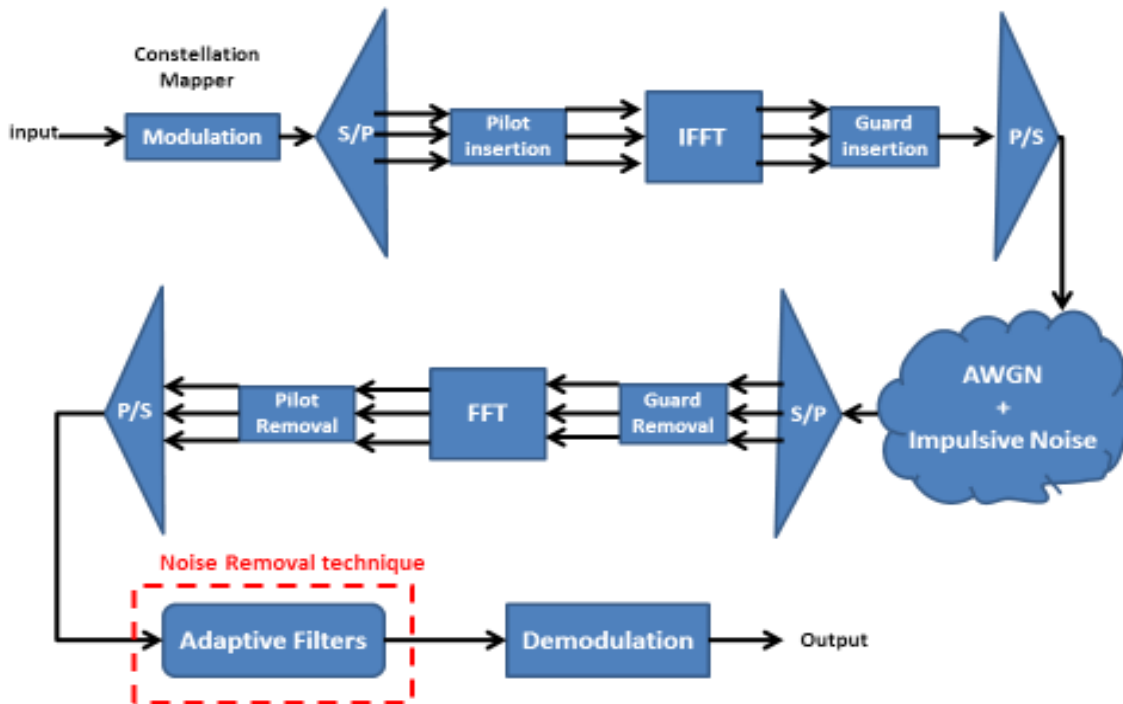 Constellation
Mapper
input
Modulation
S/P
Pilot
insertion
IFFT
Guard
insertion
P/S
AWGN
+
Impulsive Noise
S/P
Guard
Removal
FFT
Pilot
Removal
P/S
Noise Removal technique
Adaptive Filters
Demodulation
Output